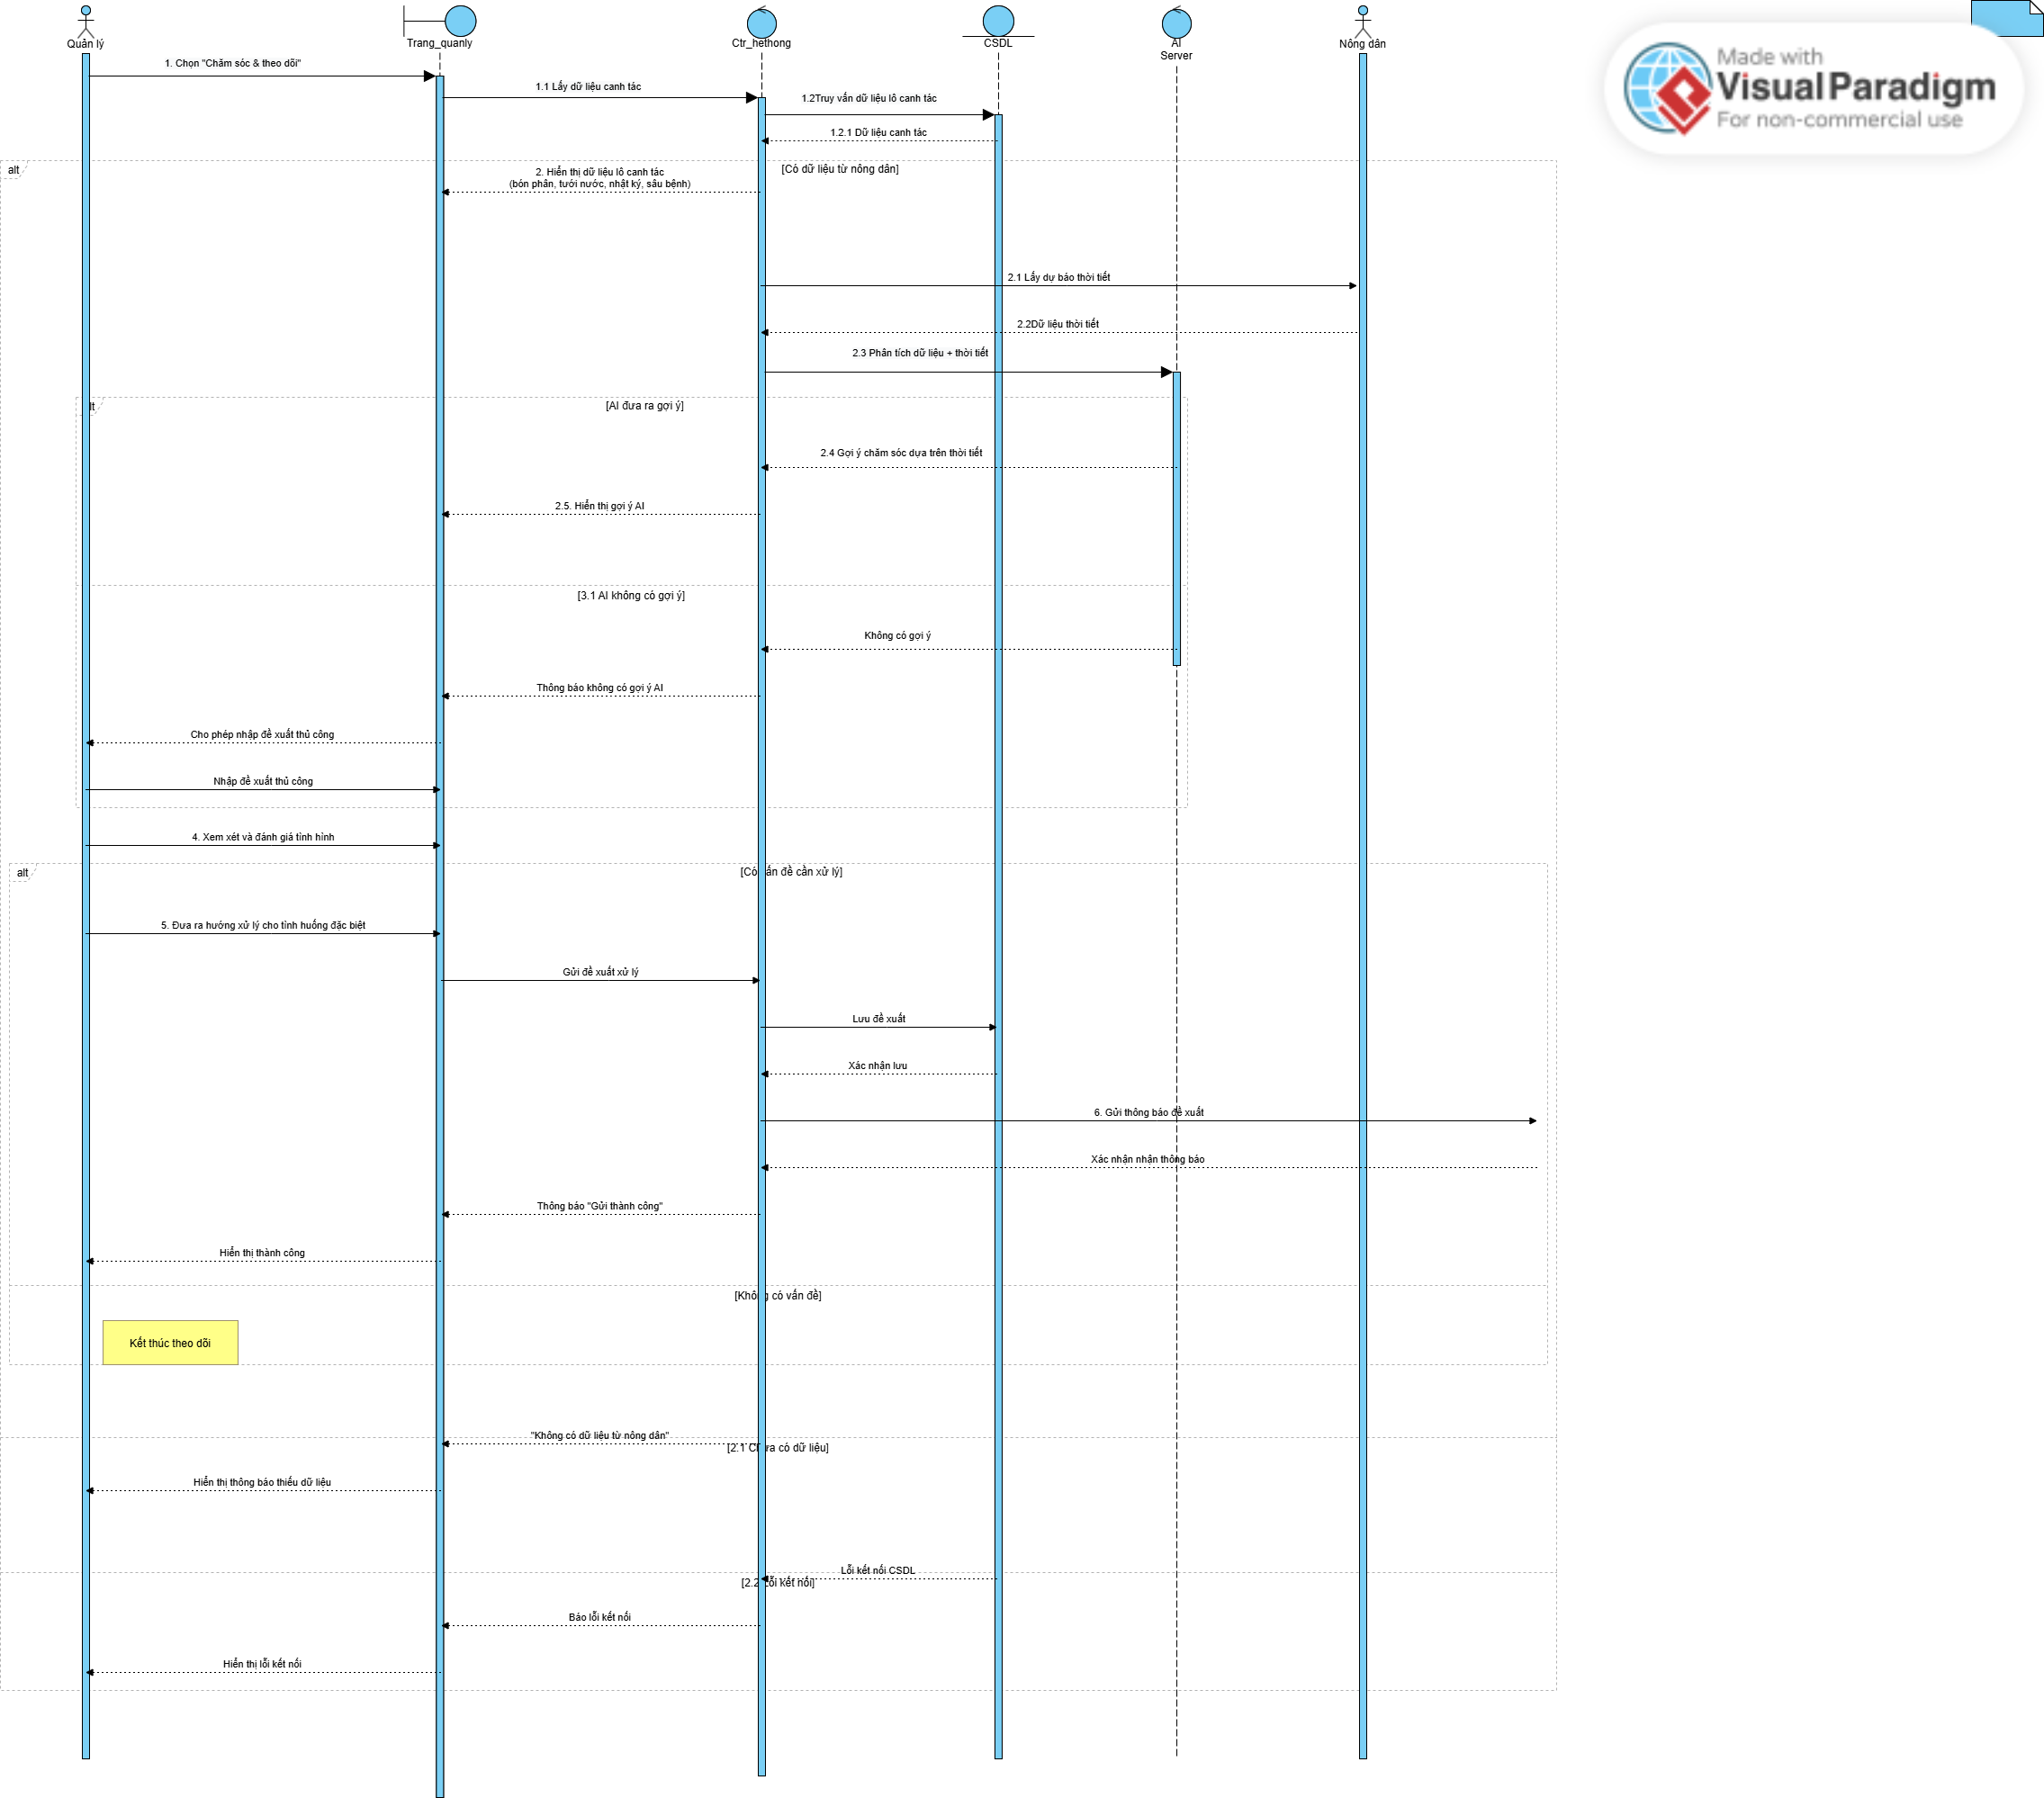 Quản lý
Trang_quanly
Ctr_hethong
CSDL
AI
Server
Nông dân
Made with
Visual Paradigm
For non-commercial use
1. Chọn "Chăm sóc & theo dõi"
1.1 Lấy dữ liệu canh tác
1.2Truy vấn dữ liệu lô canh tác
1.2.1 Dữ liệu canh tác
alt
[Có dữ liệu từ nông dân]
2. Hiển thị dữ liệu lô canh tác
(bón phân, tưới nước, nhật ký, sâu bệnh)
2.1 Lấy dự báo thời tiết
2.2Dữ liệu thời tiết
2.3 Phân tích dữ liệu + thời tiết
lt
[AI đưa ra gợi ý]
2.4 Gợi ý chăm sóc dựa trên thời tiết
2.5. Hiển thị gợi ý AI
[3.1 AI không có gợi ý]
Không có gợi ý
Thông báo không có gợi ý AI
Cho phép nhập đề xuất thủ công
Nhập đề xuất thủ công
4. Xem xét và đánh giá tình hình
alt
[Có vấn đề cần xử lý]
5. Đưa ra hướng xử lý cho tình huống đặc biệt
Gửi đề xuất xử lý
Lưu đề xuất
Xác nhận lưu
6. Gửi thông báo đề xuất
Xác nhận nhận thông báo
Thông báo "Gửi thành công"
Hiển thị thành công
[Không có vấn đề]
Kết thúc theo dõi
"Không có dữ liệu từ nông dân"
[2.1 Chưa có dữ liệu]
Hiển thị thông báo thiếu dữ liệu
Lỗi kết nối CSDL
[2.2 Lỗi kết nối]
Báo lỗi kết nối
Hiển thị lỗi kết nối